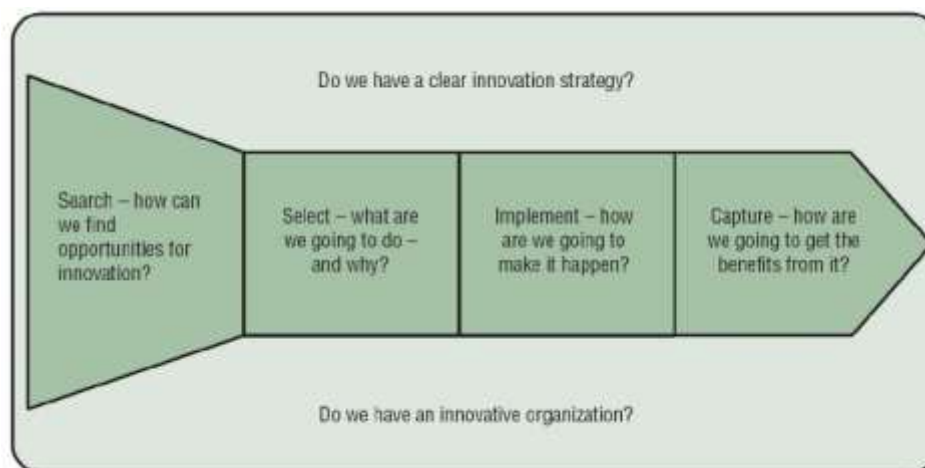 Do we have a clear innovation strategy?
Search – how can
we find
opportunities for
innovation?
Select – what are
we going to do –
and why?
Implement – how
are we going to
make it happen?
Capture – how are
we going to get the
benefits from it?
Do we have an innovative organization?